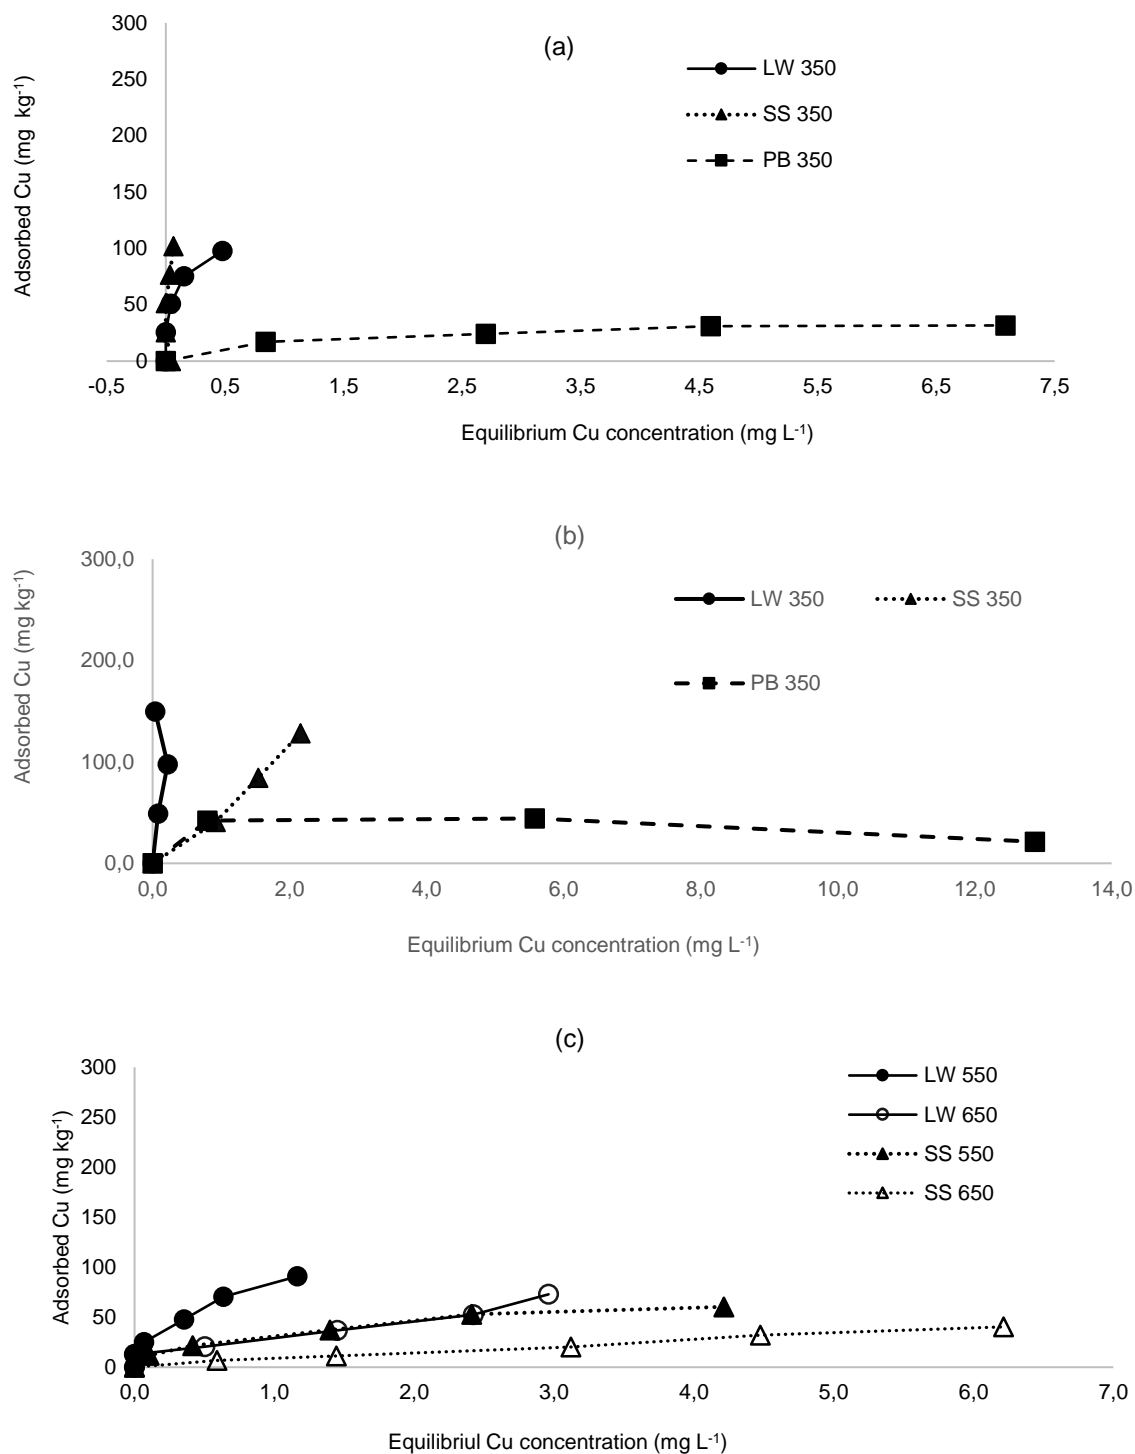 (a)
300
250
200
150
100
50
0
Adsorbed Cu (mg kg-1)
LW 350
SS 350
PB 350
-0,5 0,5 1,5 2,5 3,5 4,5 5,5 6,5 7,5
Equilibrium Cu concentration (mg L-1)
(b)
300,0
200,0
100,0
0,0
Adsorbed Cu (mg kg-1)
LW 350 SS 350
PB 350
0,0 2,0 4,0 6,0 8,0 10,0 12,0 14,0
Equilibrium Cu concentration (mg L-1)
(c)
300
250
200
150
100
50
0
Adsorbed Cu (mg kg-1)
LW 550
LW 650
SS 550
SS 650
0,0 1,0 2,0 3,0 4,0 5,0 6,0 7,0
Equilibriul Cu concentration (mg L-1)